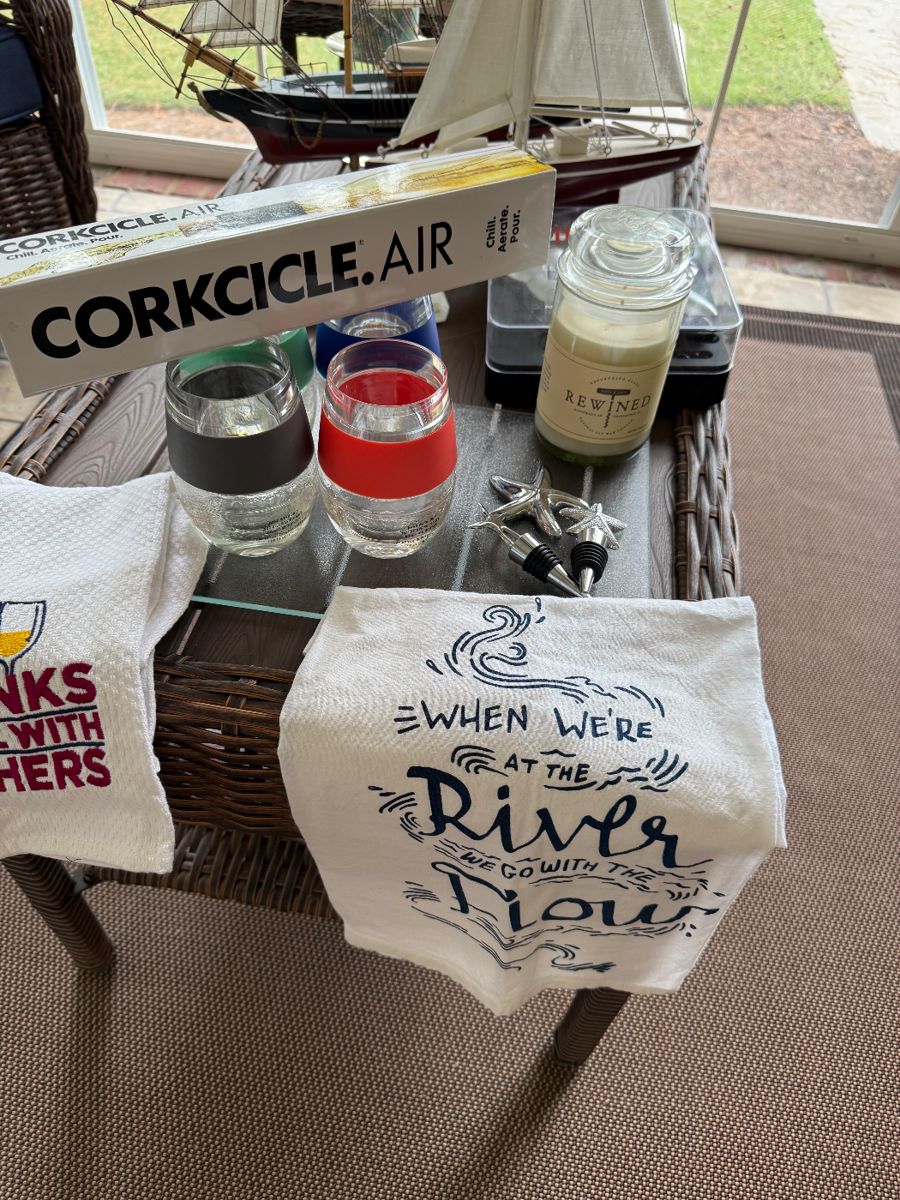 CORKCICLE.AIR
Chill. Aerate. Pour.
CORKCICLE.AIR
Chill.
Aerate.
Pour.
REWINED
NKS
L WITH
HERS
WHEN WE'RE
AT THE
River
WE GO WITH THE
Flow